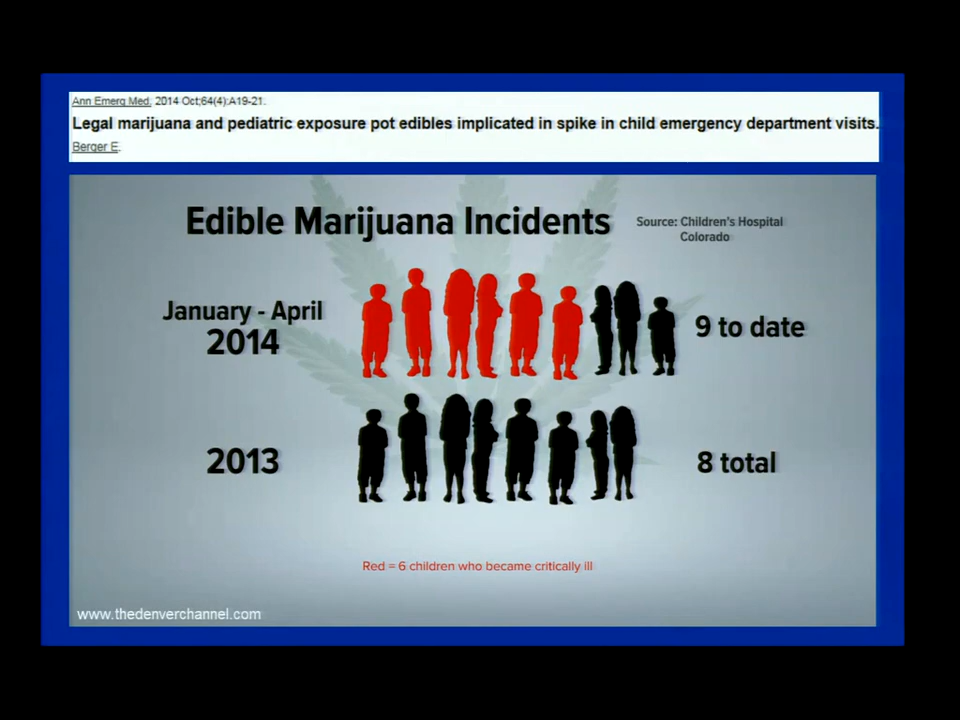 Ann Emerg Med. 2014 Oct;64(4):A19-21.
Legal marijuana and pediatric exposure pot edibles implicated in spike in child emergency department visits.
Berger E.
Edible Marijuana Incidents
Source: Children's Hospital
Colorado
January - April
2014
9 to date
2013
8 total
Red = 6 children who became critically ill
www.thedenverchannel.com